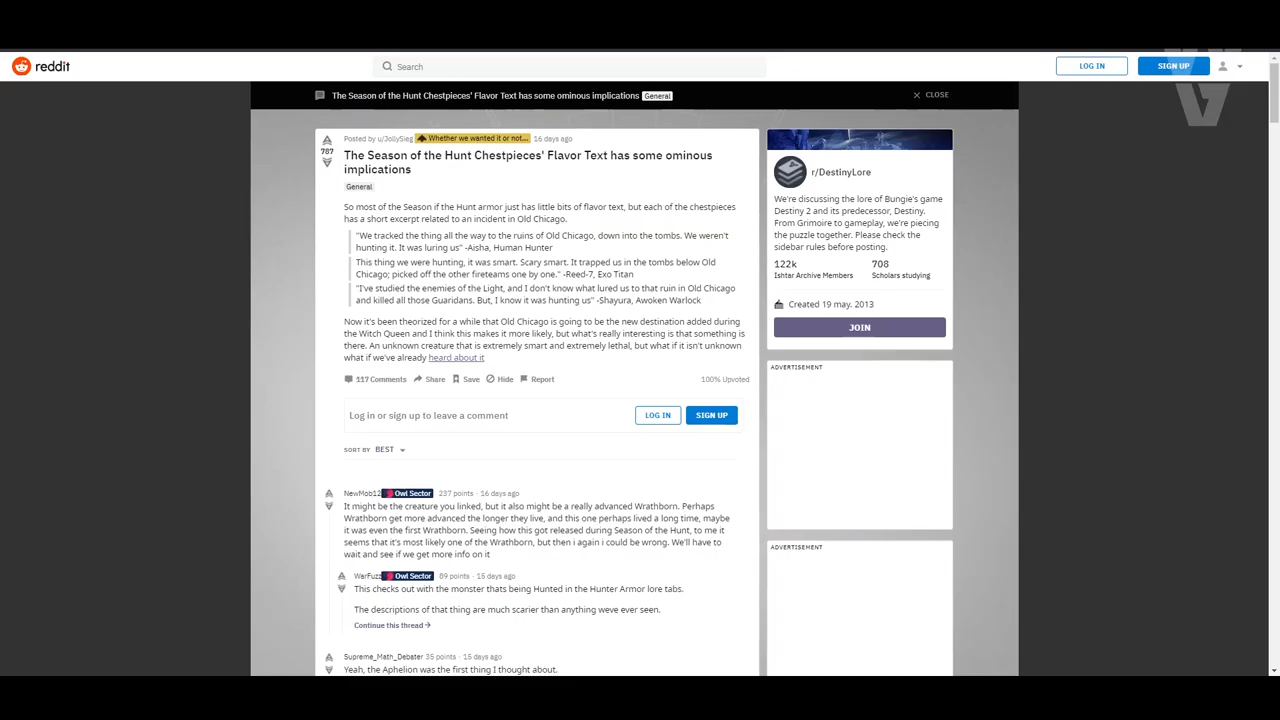 reddit
Search
LOG IN
SIGN UP
The Season of the Hunt Chestpieces' Flavor Text has some ominous implications General
CLOSE
Posted by u/JollySieg Whether we wanted it or not... 16 days ago
787
The Season of the Hunt Chestpieces' Flavor Text has some ominous
implications
General
So most of the Season if the Hunt armor just has little bits of flavor text, but each of the chestpieces
has a short excerpt related to an incident in Old Chicago.
"We tracked the thing all the way to the ruins of Old Chicago, down into the tombs. We weren't
hunting it. It was luring us" -Aisha, Human Hunter
This thing we were hunting, it was smart. Scary smart. It trapped us in the tombs below Old
Chicago; picked off the other fireteams one by one." -Reed-7, Exo Titan
"I've studied the enemies of the Light, and I don't know what lured us to that ruin in Old Chicago
and killed all those Guaridans. But, I know it was hunting us" -Shayura, Awoken Warlock
Now it's been theorized for a while that Old Chicago is going to be the new destination added during
the Witch Queen and I think this makes it more likely, but what's really interesting is that something is
there. An unknown creature that is extremely smart and extremely lethal, but what if it isn't unknown
what if we've already heard about it
117 Comments Share Save Hide Report 100% Upvoted
Log in or sign up to leave a comment LOG IN SIGN UP
SORT BY BEST
NewMob12 Owl Sector 237 points · 16 days ago
It might be the creature you linked, but it also might be a really advanced Wrathborn. Perhaps
Wrathborn get more advanced the longer they live, and this one perhaps lived a long time, maybe
it was even the first Wrathborn. Seeing how this got released during Season of the Hunt, to me it
seems that it's most likely one of the Wrathborn, but then i again i could be wrong. We'll have to
wait and see if we get more info on it
WarFuzz Owl Sector 89 points · 15 days ago
This checks out with the monster thats being Hunted in the Hunter Armor lore tabs.
The descriptions of that thing are much scarier than anything weve ever seen.
Continue this thread →
Supreme_Math_Debater 35 points · 15 days ago
Yeah, the Aphelion was the first thing I thought about.
r/DestinyLore
We're discussing the lore of Bungie's game
Destiny 2 and its predecessor, Destiny.
From Grimoire to gameplay, we're piecing
the puzzle together. Please check the
sidebar rules before posting.
122k 708
Ishtar Archive Members Scholars studying
Created 19 may. 2013
JOIN
ADVERTISEMENT
ADVERTISEMENT